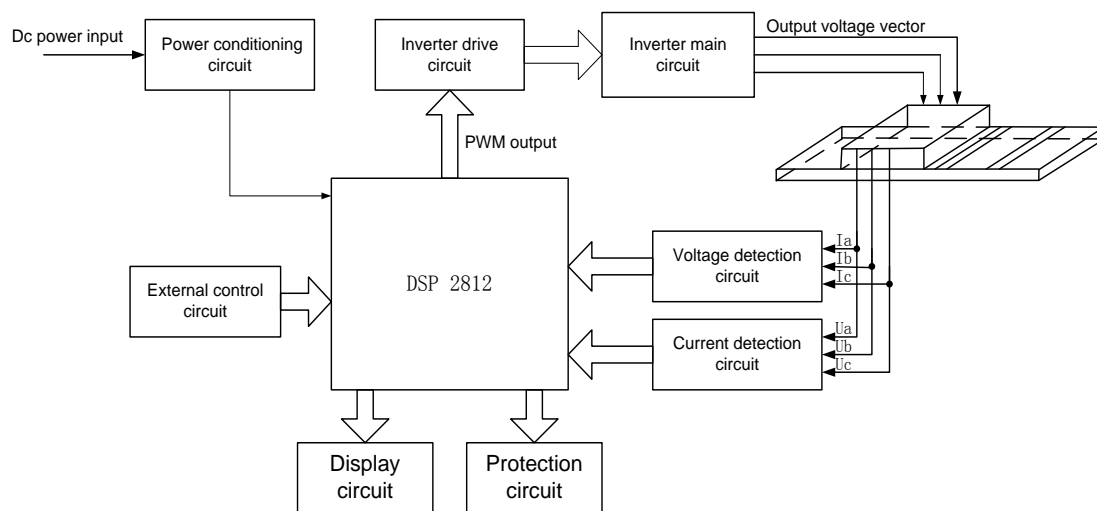 Dc power input
Power conditioning
circuit
Inverter drive
circuit
Inverter main
circuit
Output voltage vector
PWM output
DSP 2812
External control
circuit
Voltage detection
circuit
Ia
Ib
Ic
Current detection
circuit
Ua
Ub
Uc
Display
circuit
Protection
circuit